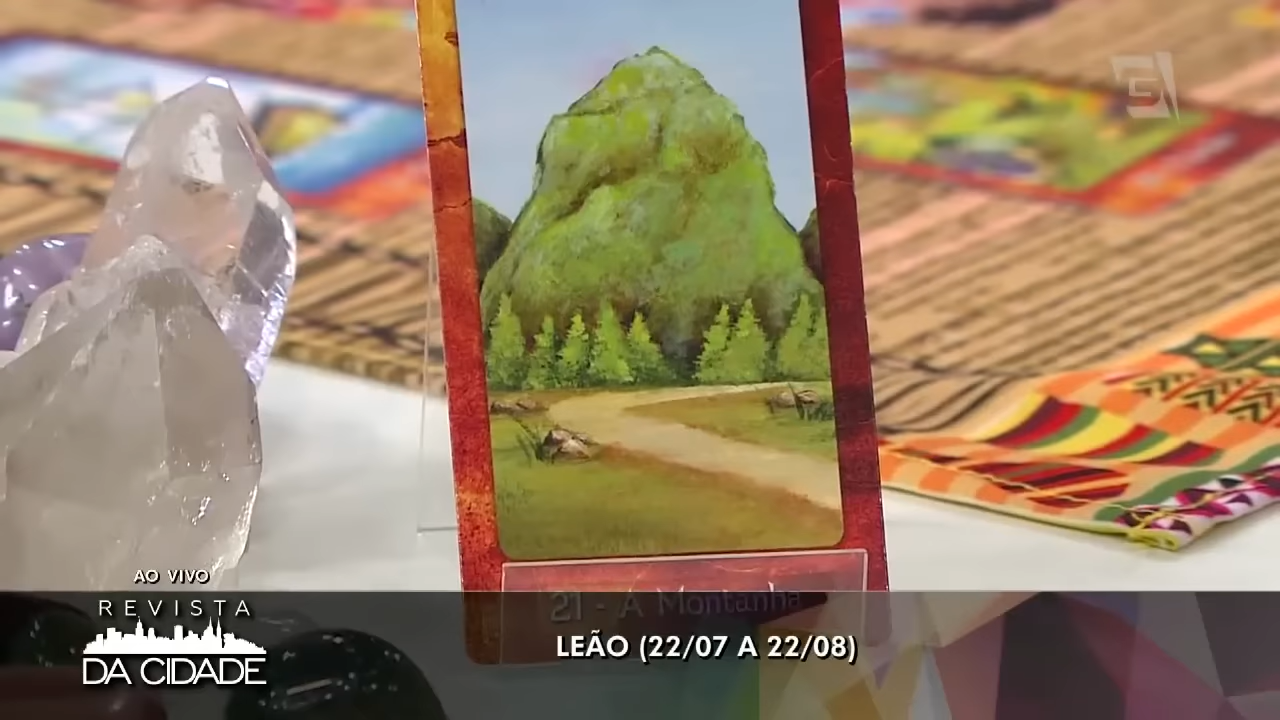 21 - A Montanha
AO VIVO
REVISTA
DA CIDADE
LEÃO (22/07 A 22/08)